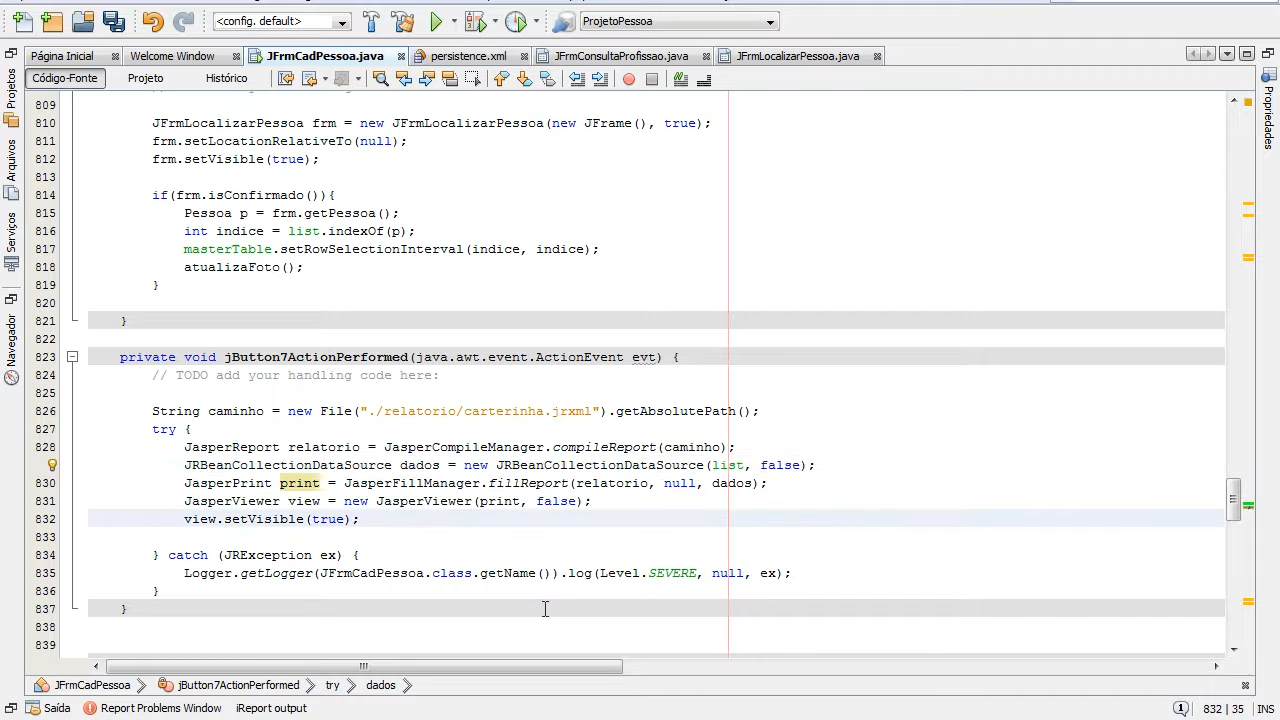 <config. default>
ProjetoPessoa
Página Inicial
Welcome Window
JFrmCadPessoa.java
persistence.xml
JFrmConsultaProfissao.java
JFrmLocalizarPessoa.java
Código-Fonte
Projeto
Histórico
Projetos
Arquivos
Serviços
Navegador
Propriedades
809
810 JFrmLocalizarPessoa frm = new JFrmLocalizarPessoa(new JFrame(), true);
811 frm.setLocationRelativeTo(null);
812 frm.setVisible(true);
813
814 if(frm.isConfirmado()){
815 Pessoa p = frm.getPessoa();
816 int indice = list.indexOf(p);
817 masterTable.setRowSelectionInterval(indice, indice);
818 atualizaFoto();
819 }
820
821 }
822
823 private void jButton7ActionPerformed(java.awt.event.ActionEvent evt) {
824 // TODO add your handling code here:
825
826 String caminho = new File("./relatorio/carterinha.jrxml").getAbsolutePath();
827 try {
828 JasperReport relatorio = JasperCompileManager.compileReport(caminho);
JRBeanCollectionDataSource dados = new JRBeanCollectionDataSource(list, false);
830 JasperPrint print = JasperFillManager.fillReport(relatorio, null, dados);
831 JasperViewer view = new JasperViewer(print, false);
832 view.setVisible(true);
833
834 } catch (JRException ex) {
835 Logger.getLogger(JFrmCadPessoa.class.getName()).log(Level.SEVERE, null, ex);
836 }
837 }
838
839
JFrmCadPessoa
jButton7ActionPerformed
try
dados
Saída
Report Problems Window
iReport output
1
832 | 35
INS